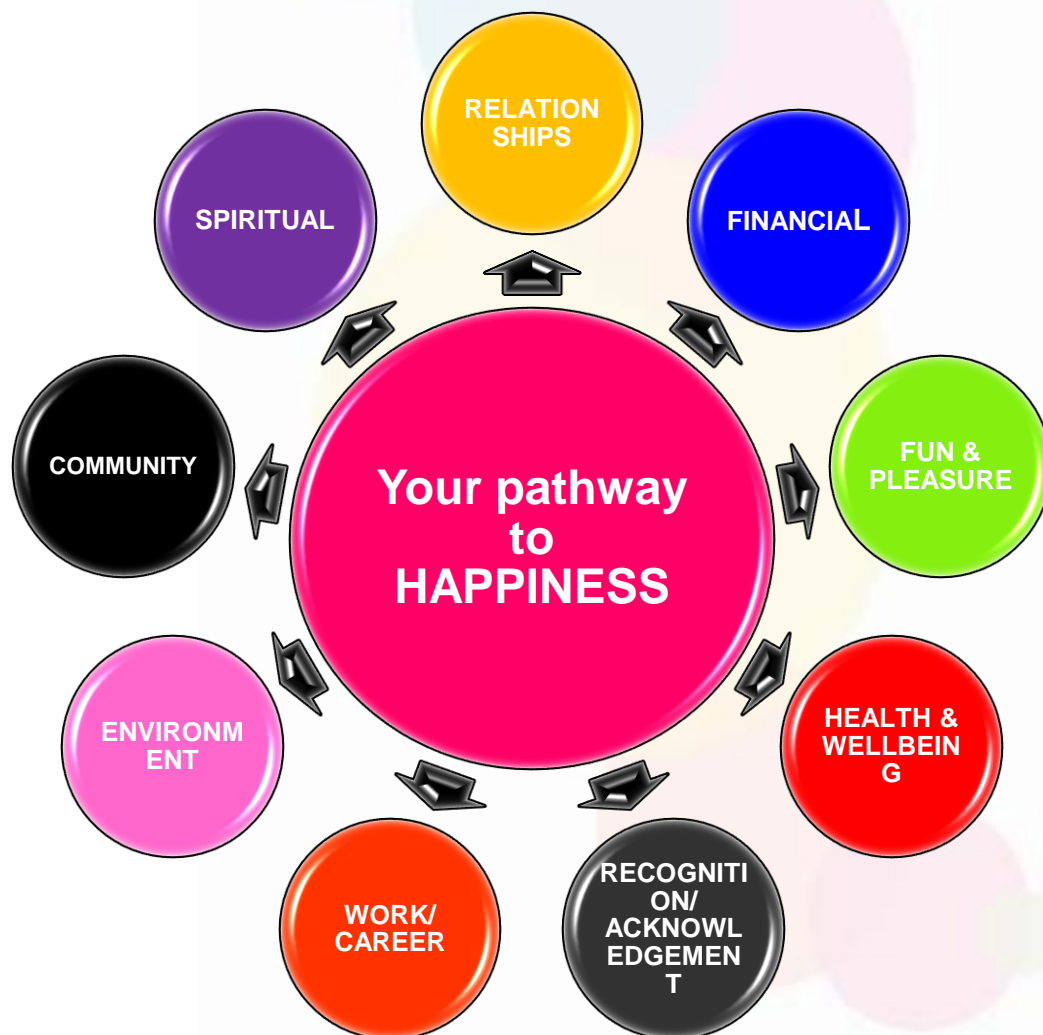 RELATION
SHIPS
SPIRITUAL
FINANCIAL
COMMUNITY
FUN &
PLEASURE
Your pathway
to
HAPPINESS
ENVIRONM
ENT
HEALTH &
WELLBEIN
G
WORK/
CAREER
RECOGNITI
ON/
ACKNOWL
EDGEMEN
T